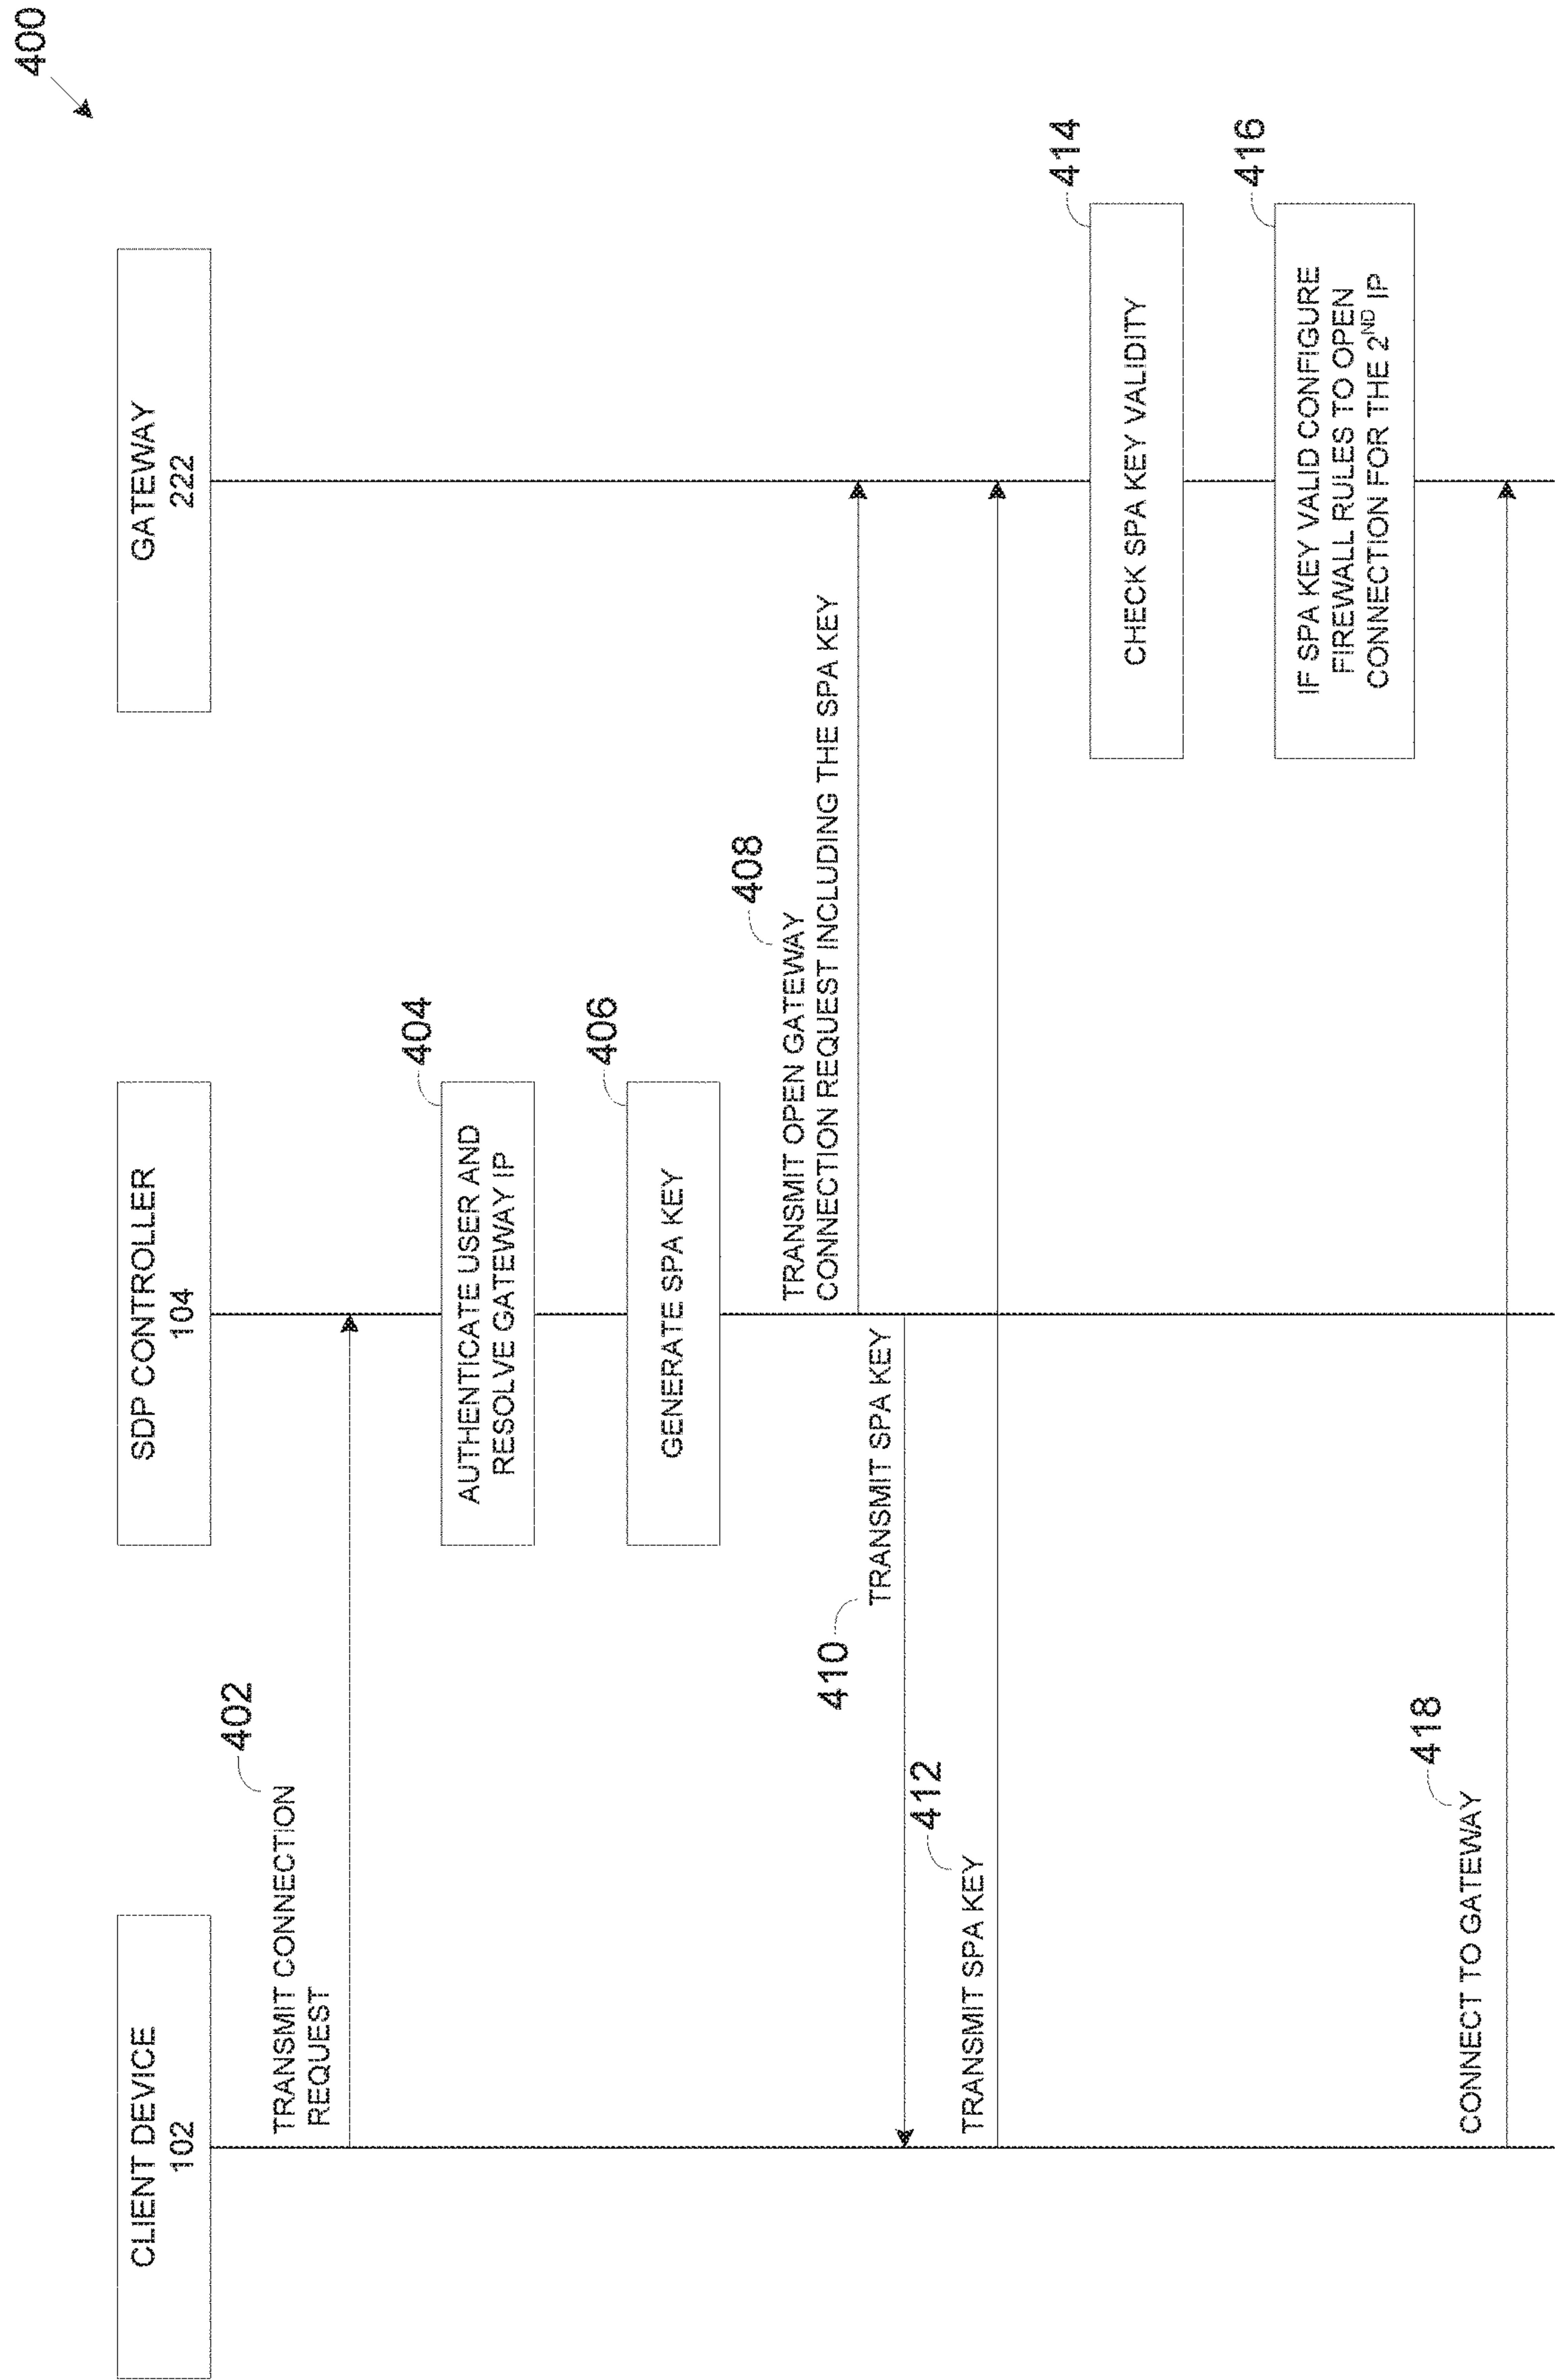 400
CLIENT DEVICE
102
SDP CONTROLLER
104
GATEWAY
222
402
TRANSMIT CONNECTION
REQUEST
404
AUTHENTICATE USER AND
RESOLVE GATEWAY IP
406
GENERATE SPA KEY
408
TRANSMIT OPEN GATEWAY
CONNECTION REQUEST INCLUDING THE SPA KEY
410
TRANSMIT SPA KEY
412
TRANSMIT SPA KEY
414
CHECK SPA KEY VALIDITY
416
IF SPA KEY VALID CONFIGURE
FIREWALL RULES TO OPEN
CONNECTION FOR THE 2ND IP
418
CONNECT TO GATEWAY